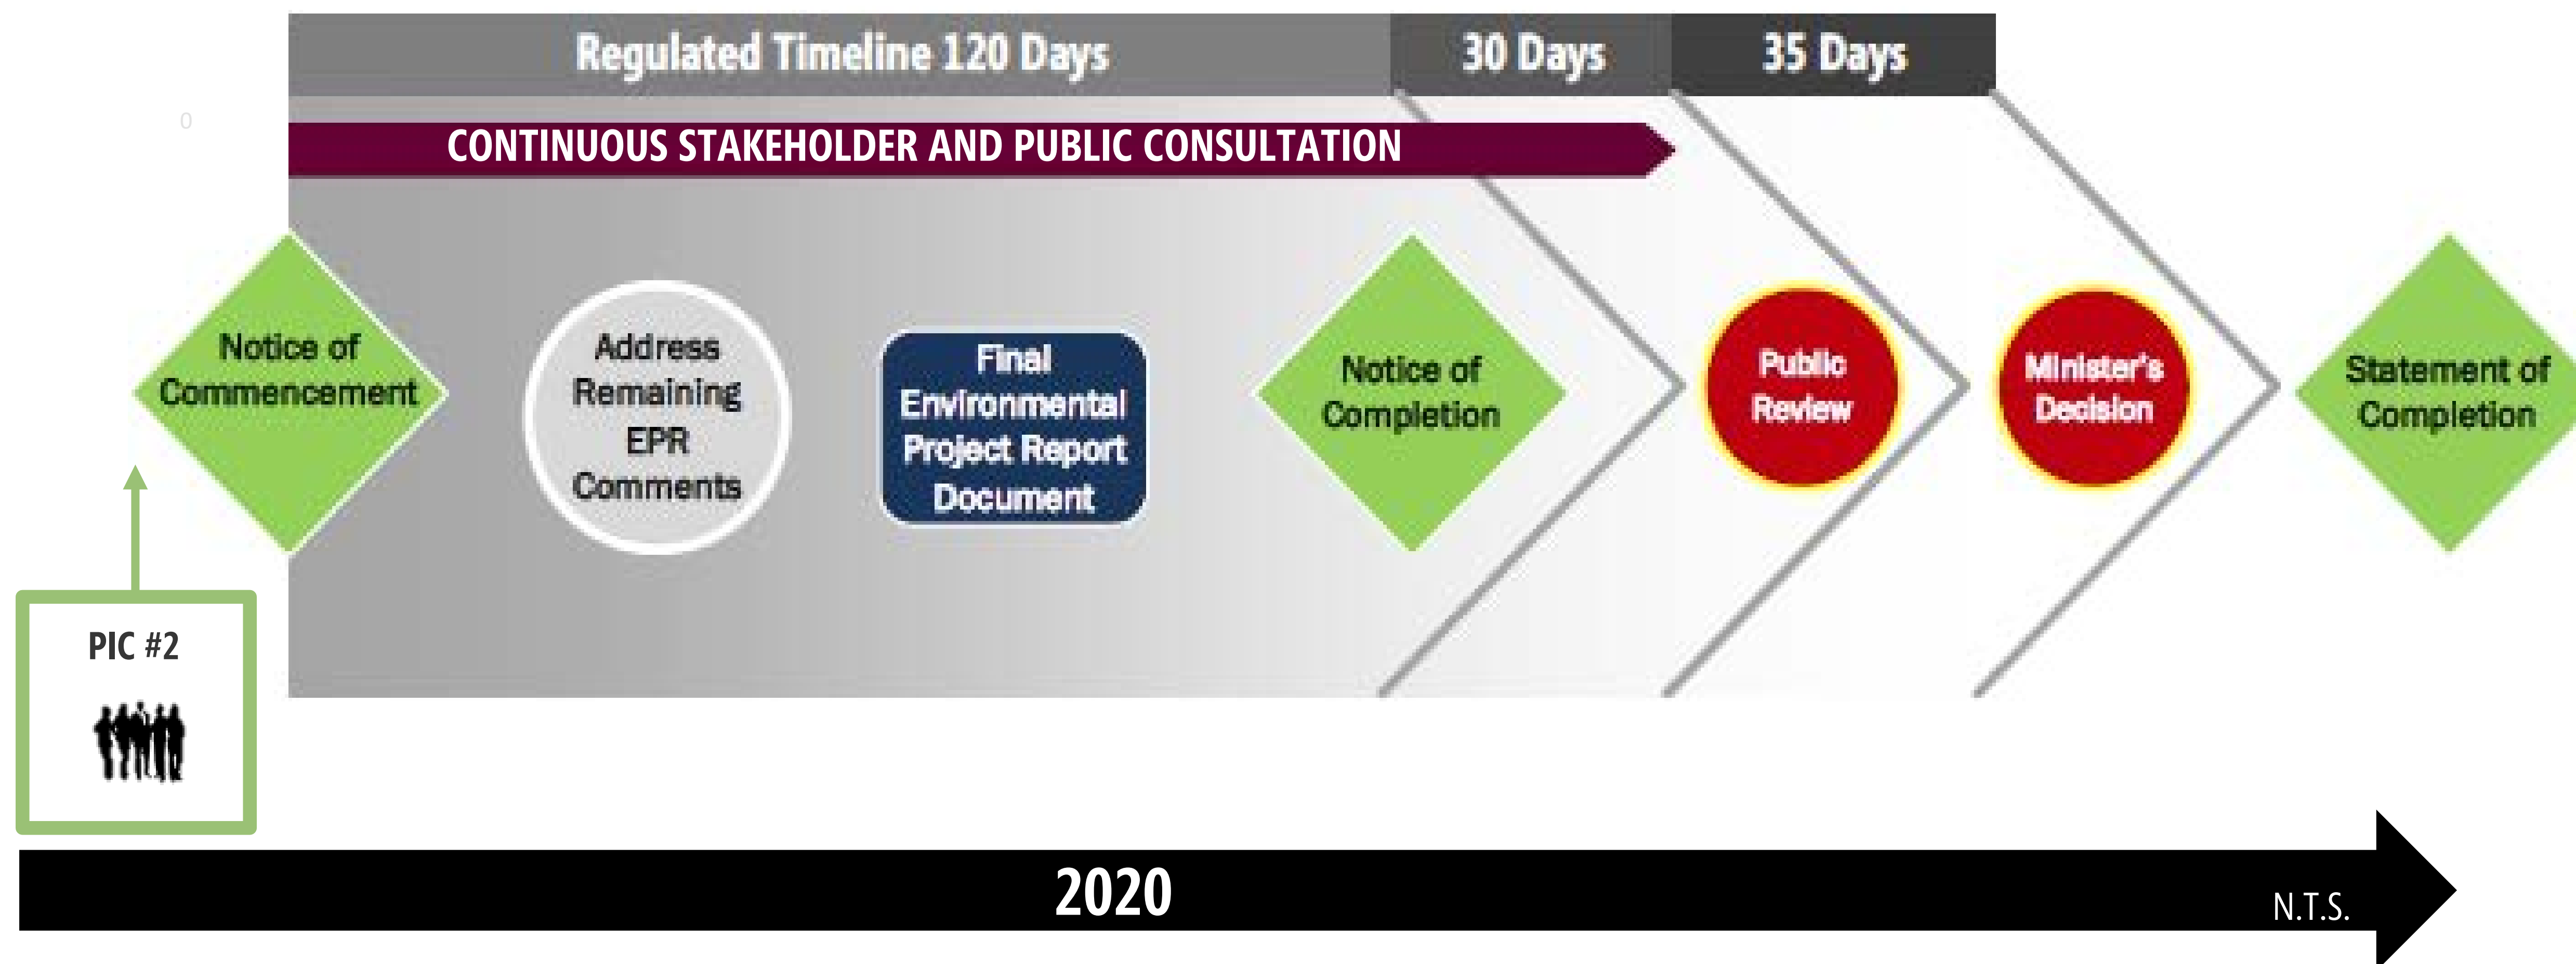 Regulated Timeline 120 Days
30 Days
35 Days
0
CONTINUOUS STAKEHOLDER AND PUBLIC CONSULTATION
Notice of
Commencement
Address
Remaining
EPR
Comments
Final
Environmental
Project Report
Document
Notice of
Completion
Public
Review
Minister's
Decision
Statement of
Completion
PIC #2
2020
N.T.S.